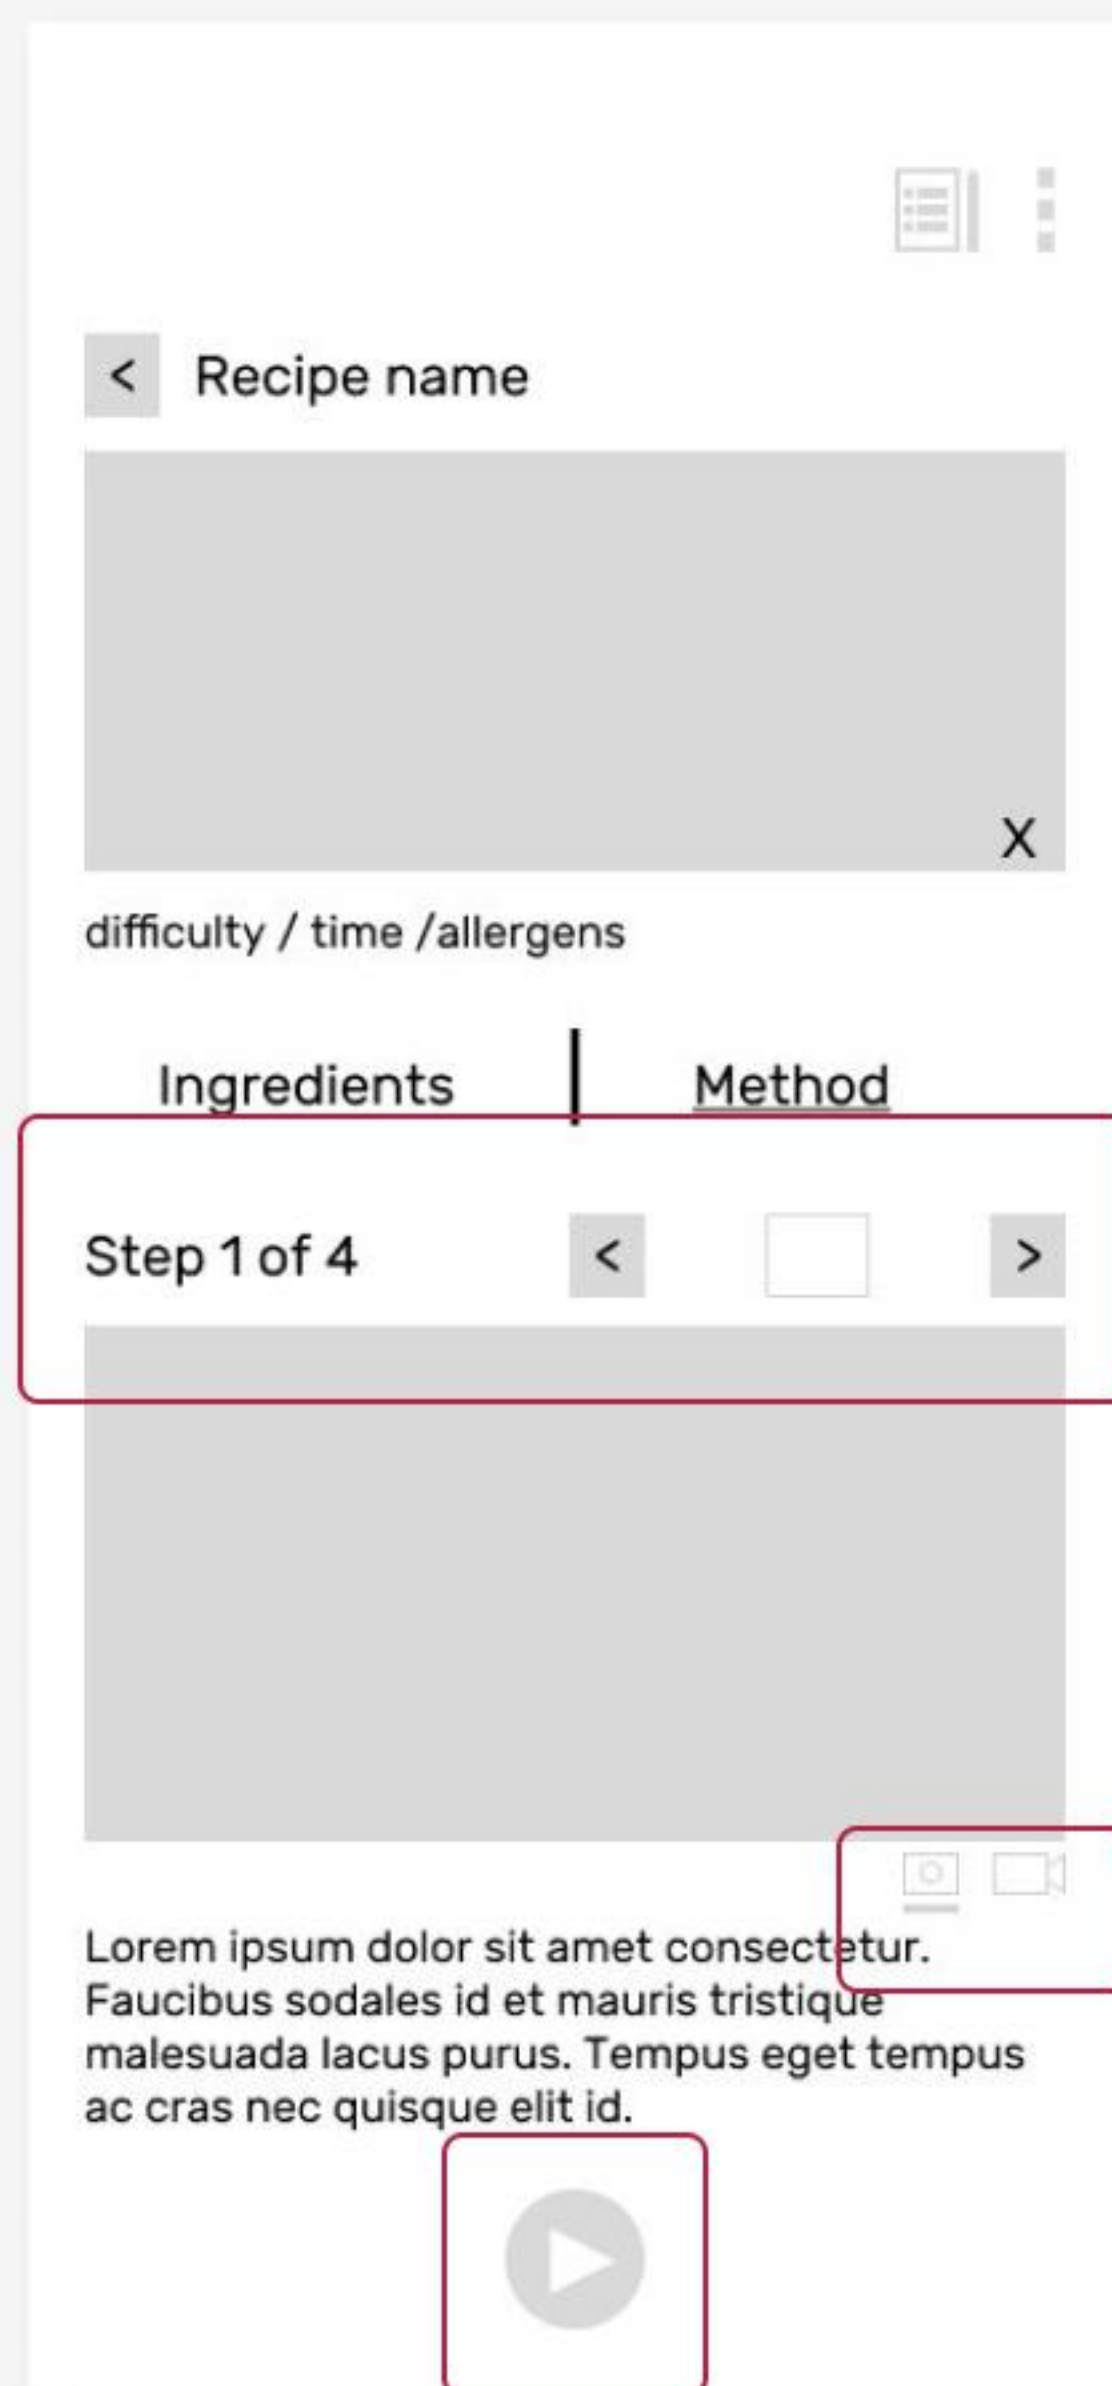 < Recipe name
X
difficulty / time /allergens
Ingredients | Method
Step 1 of 4 < >
Lorem ipsum dolor sit amet consectetur.
Faucibus sodales id et mauris tristique
malesuada lacus purus. Tempus eget tempus
ac cras nec quisque elit id.